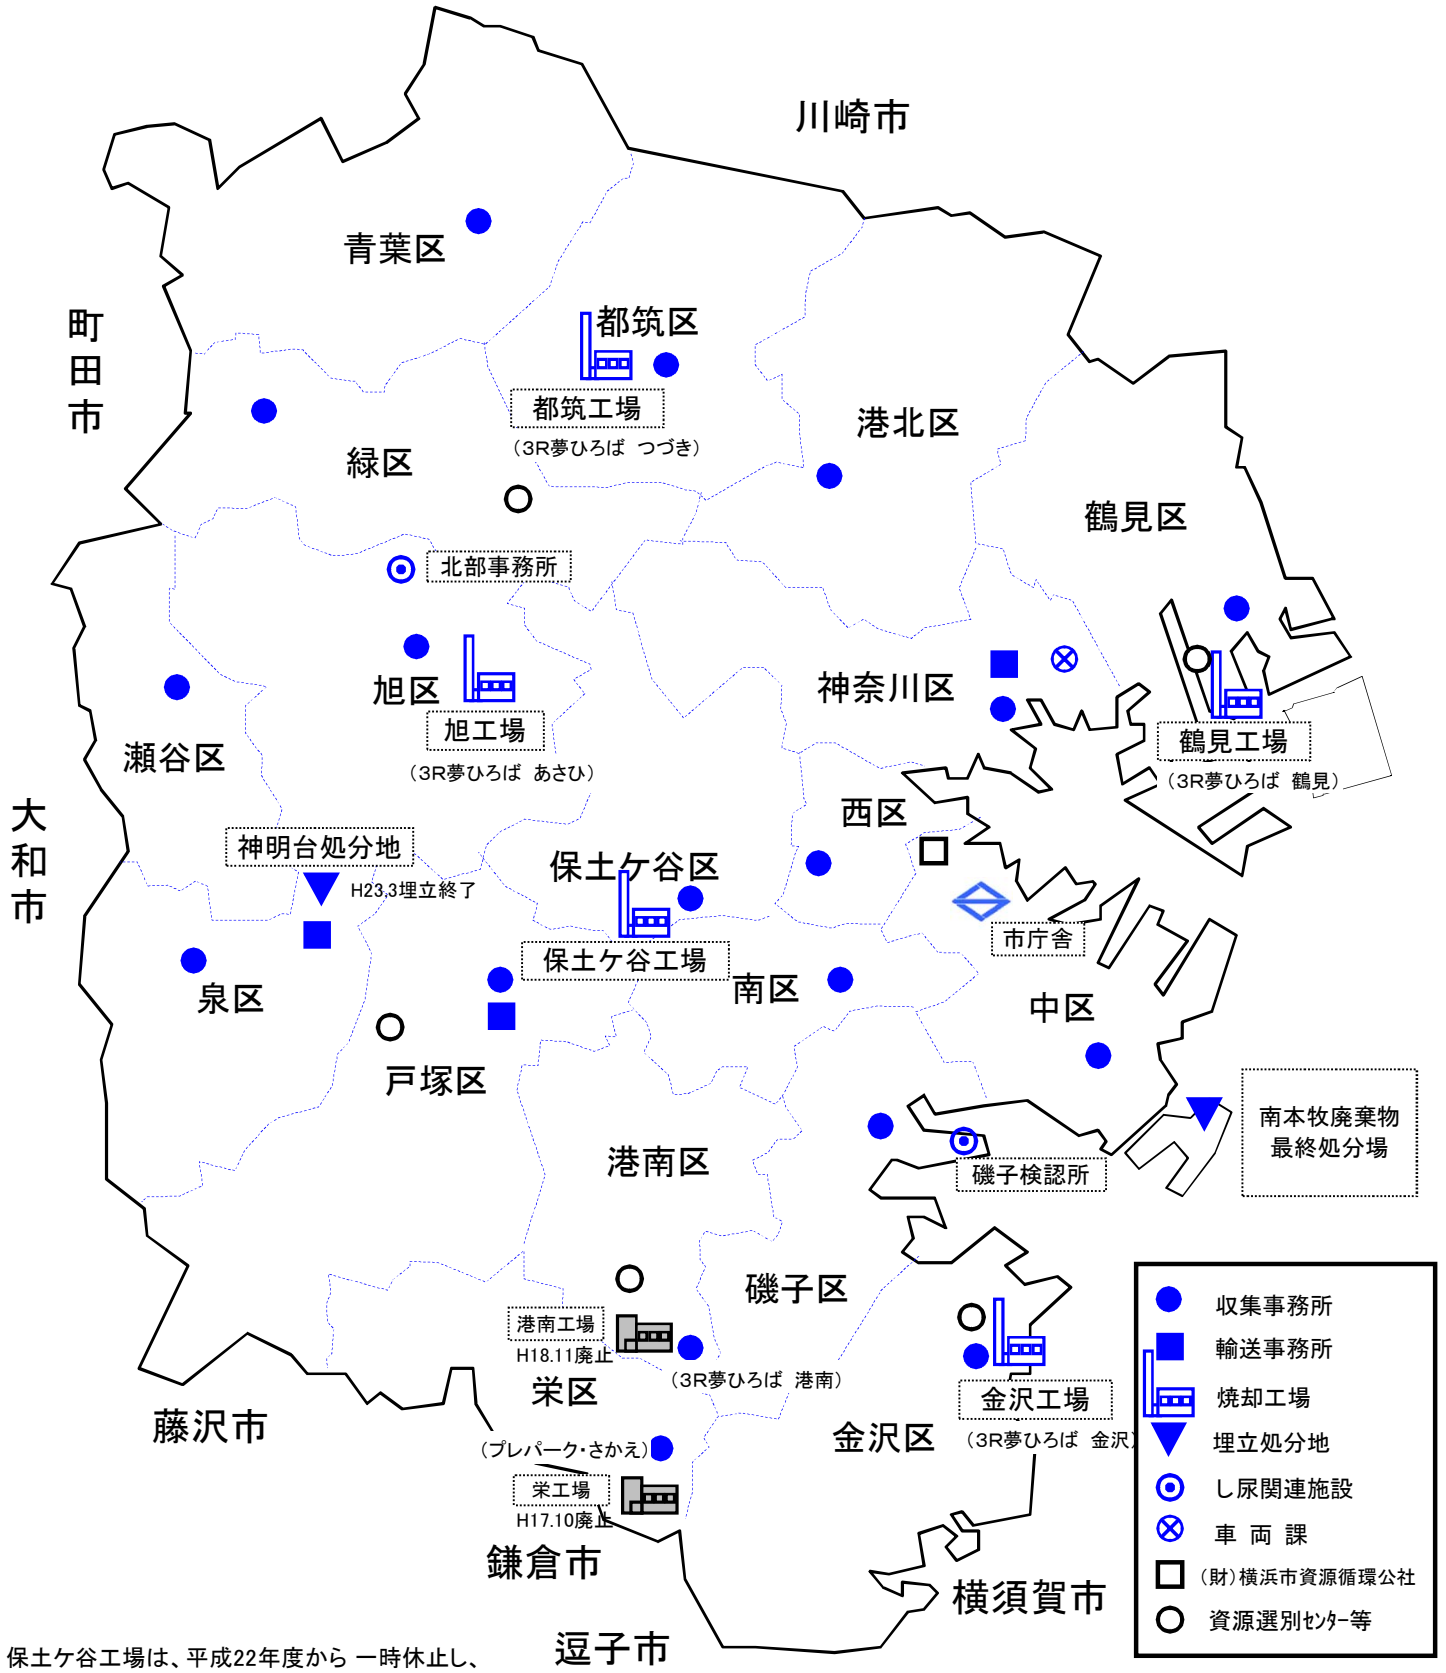 川崎市
青葉区
町田市
都筑区
都筑工場
（3R夢ひろば つづき）
港北区
緑区
鶴見区
北部事務所
旭区
神奈川区
旭工場
（3R夢ひろば あさひ）
瀬谷区
鶴見工場
（3R夢ひろば 鶴見）
大和市
西区
神明台処分地
H23.3埋立終了
保土ケ谷区
市庁舎
保土ケ谷工場
南区
泉区
中区
戸塚区
南本牧廃棄物
最終処分場
港南区
磯子検認所
磯子区
港南工場
H18.11廃止
（3R夢ひろば 港南）
栄区
金沢工場
（3R夢ひろば 金沢）
金沢区
藤沢市
（プレパーク・さかえ）
栄工場
H17.10廃止
鎌倉市
横須賀市
逗子市
収集事務所
輸送事務所
焼却工場
埋立処分地
し尿関連施設
車両課
（財）横浜市資源循環公社
資源選別センター等
保土ケ谷工場は、平成22年度から 一時休止し、